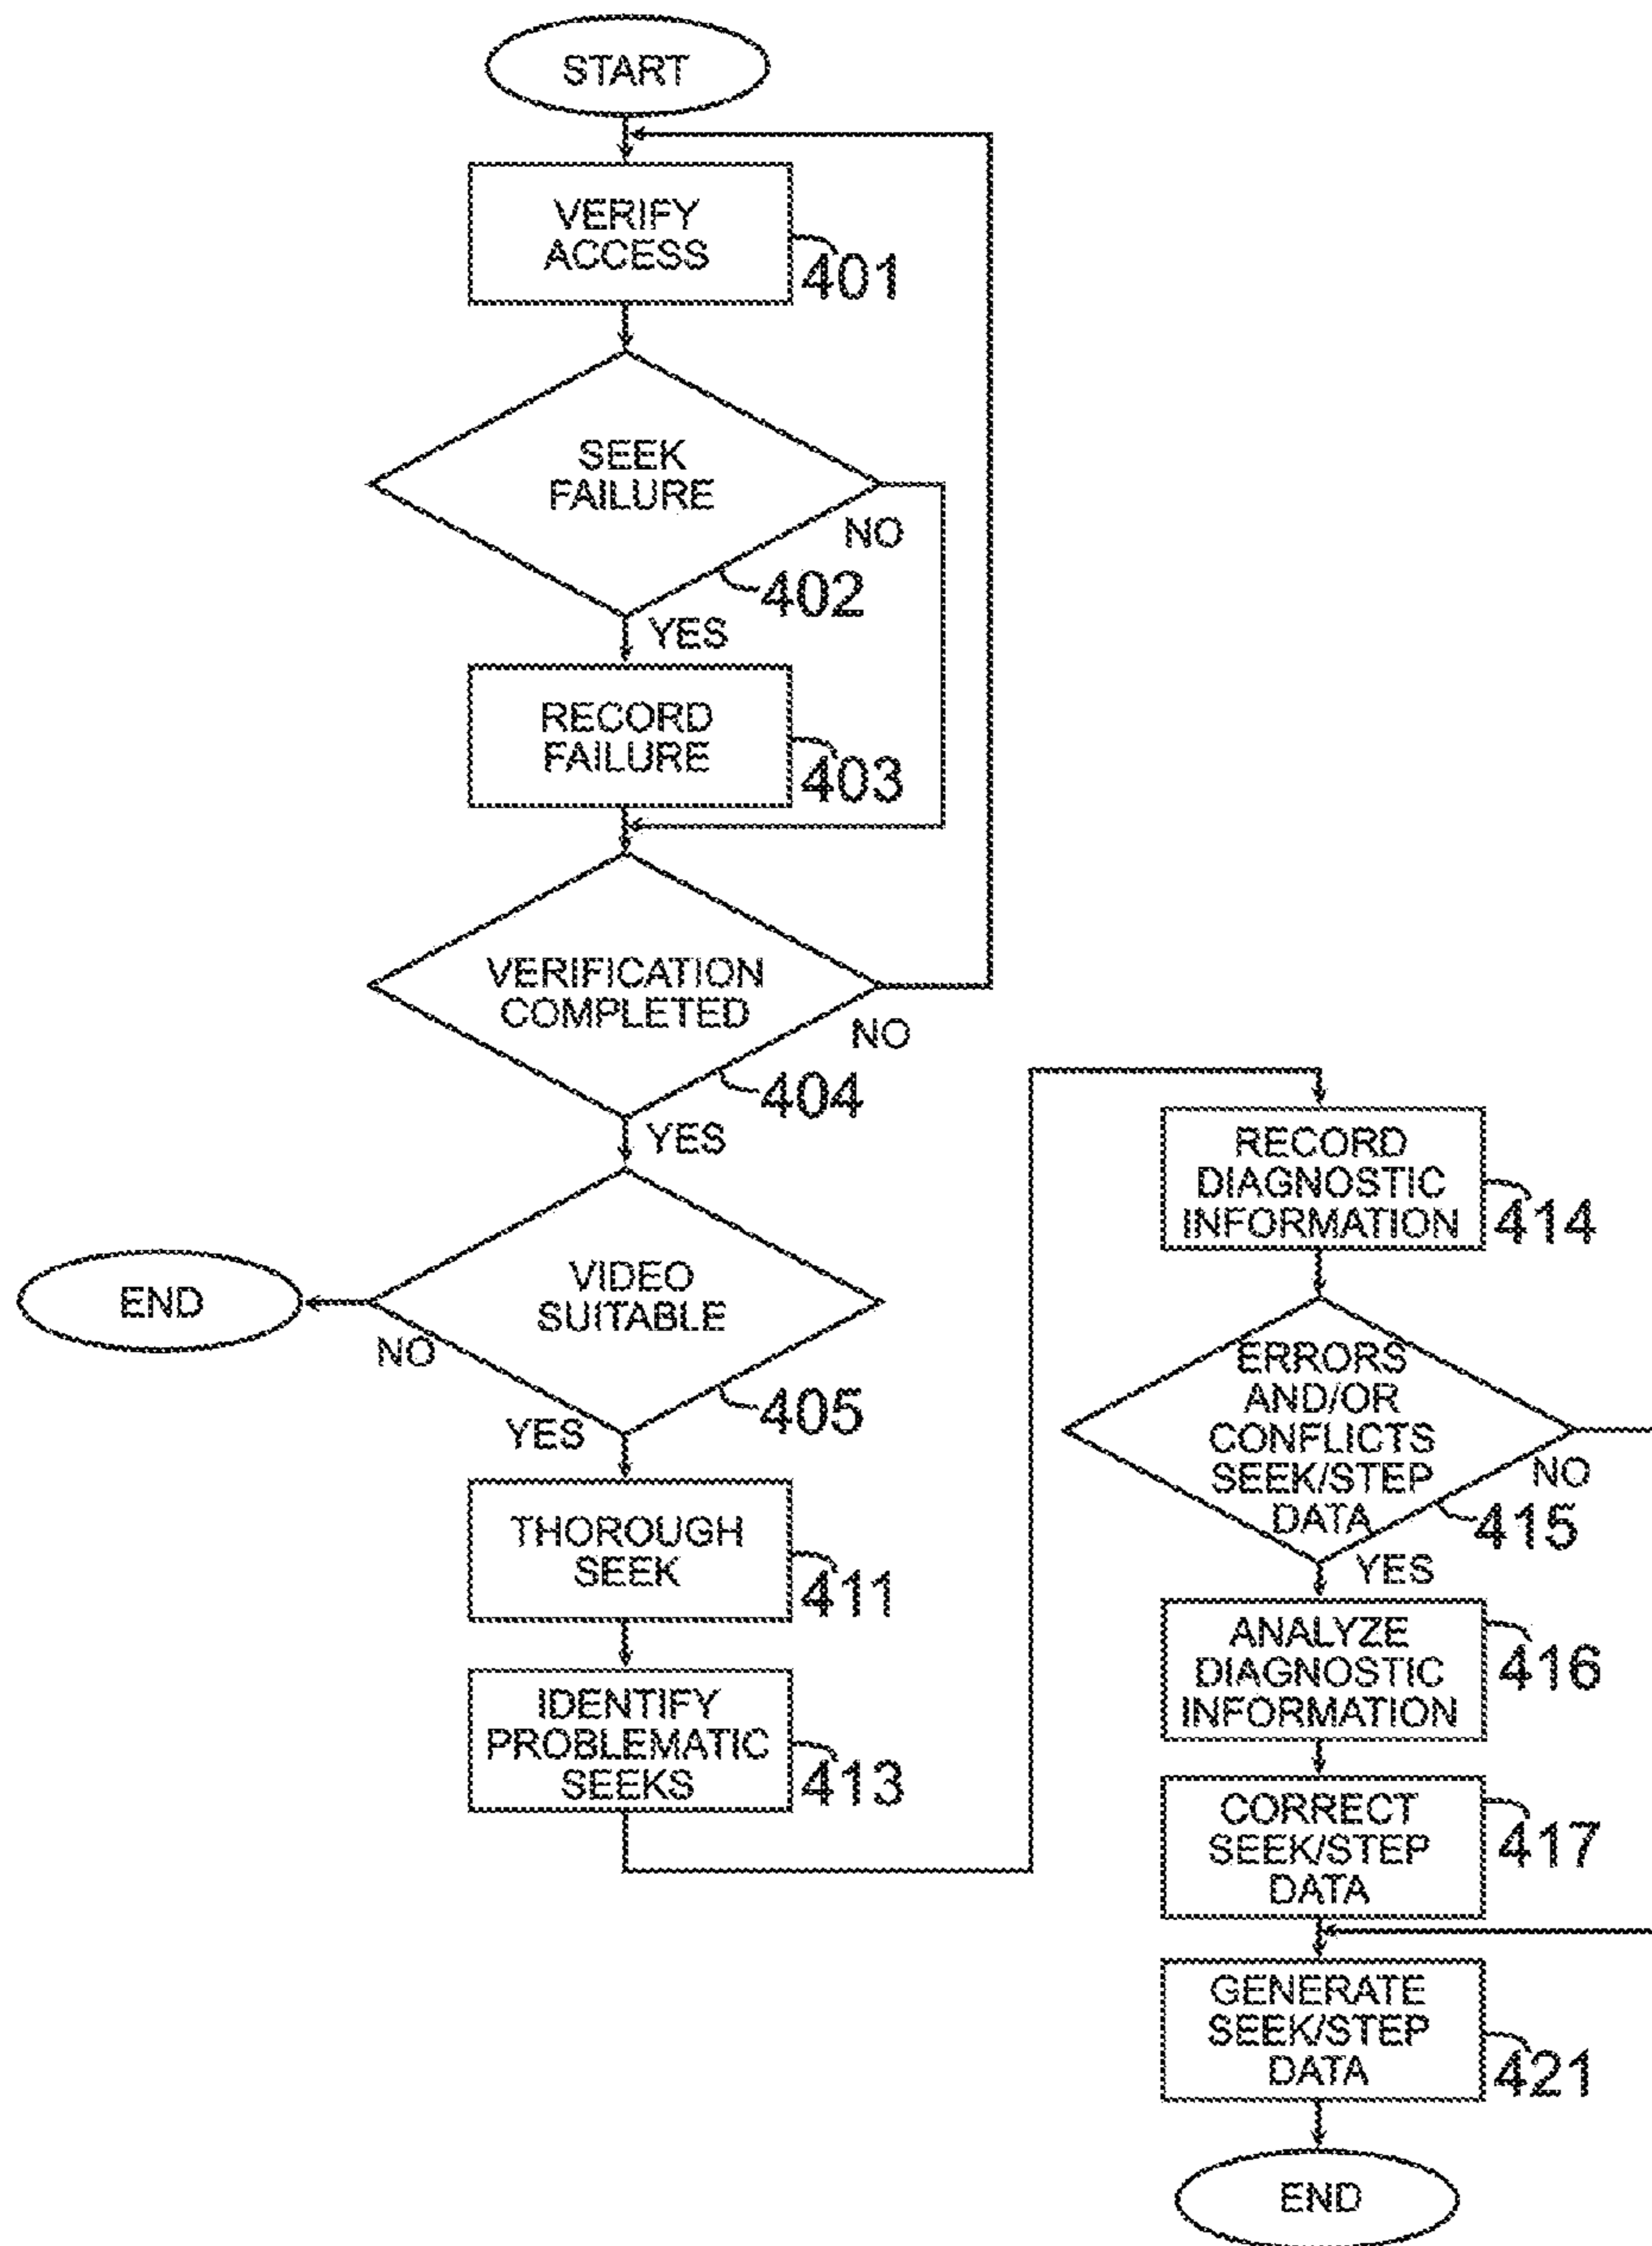 START
VERIFY
ACCESS
401
SEEK
FAILURE
NO
402
YES
RECORD
FAILURE
403
VERIFICATION
COMPLETED
NO
404
YES
VIDEO
SUITABLE
END
NO
405
YES
THOROUGH
SEEK
411
IDENTIFY
PROBLEMATIC
SEEKS
413
RECORD
DIAGNOSTIC
INFORMATION
414
ERRORS
AND/OR
CONFLICTS
SEEK/STEP
DATA
NO
415
YES
ANALYZE
DIAGNOSTIC
INFORMATION
416
CORRECT
SEEK/STEP
DATA
417
GENERATE
SEEK/STEP
DATA
421
END